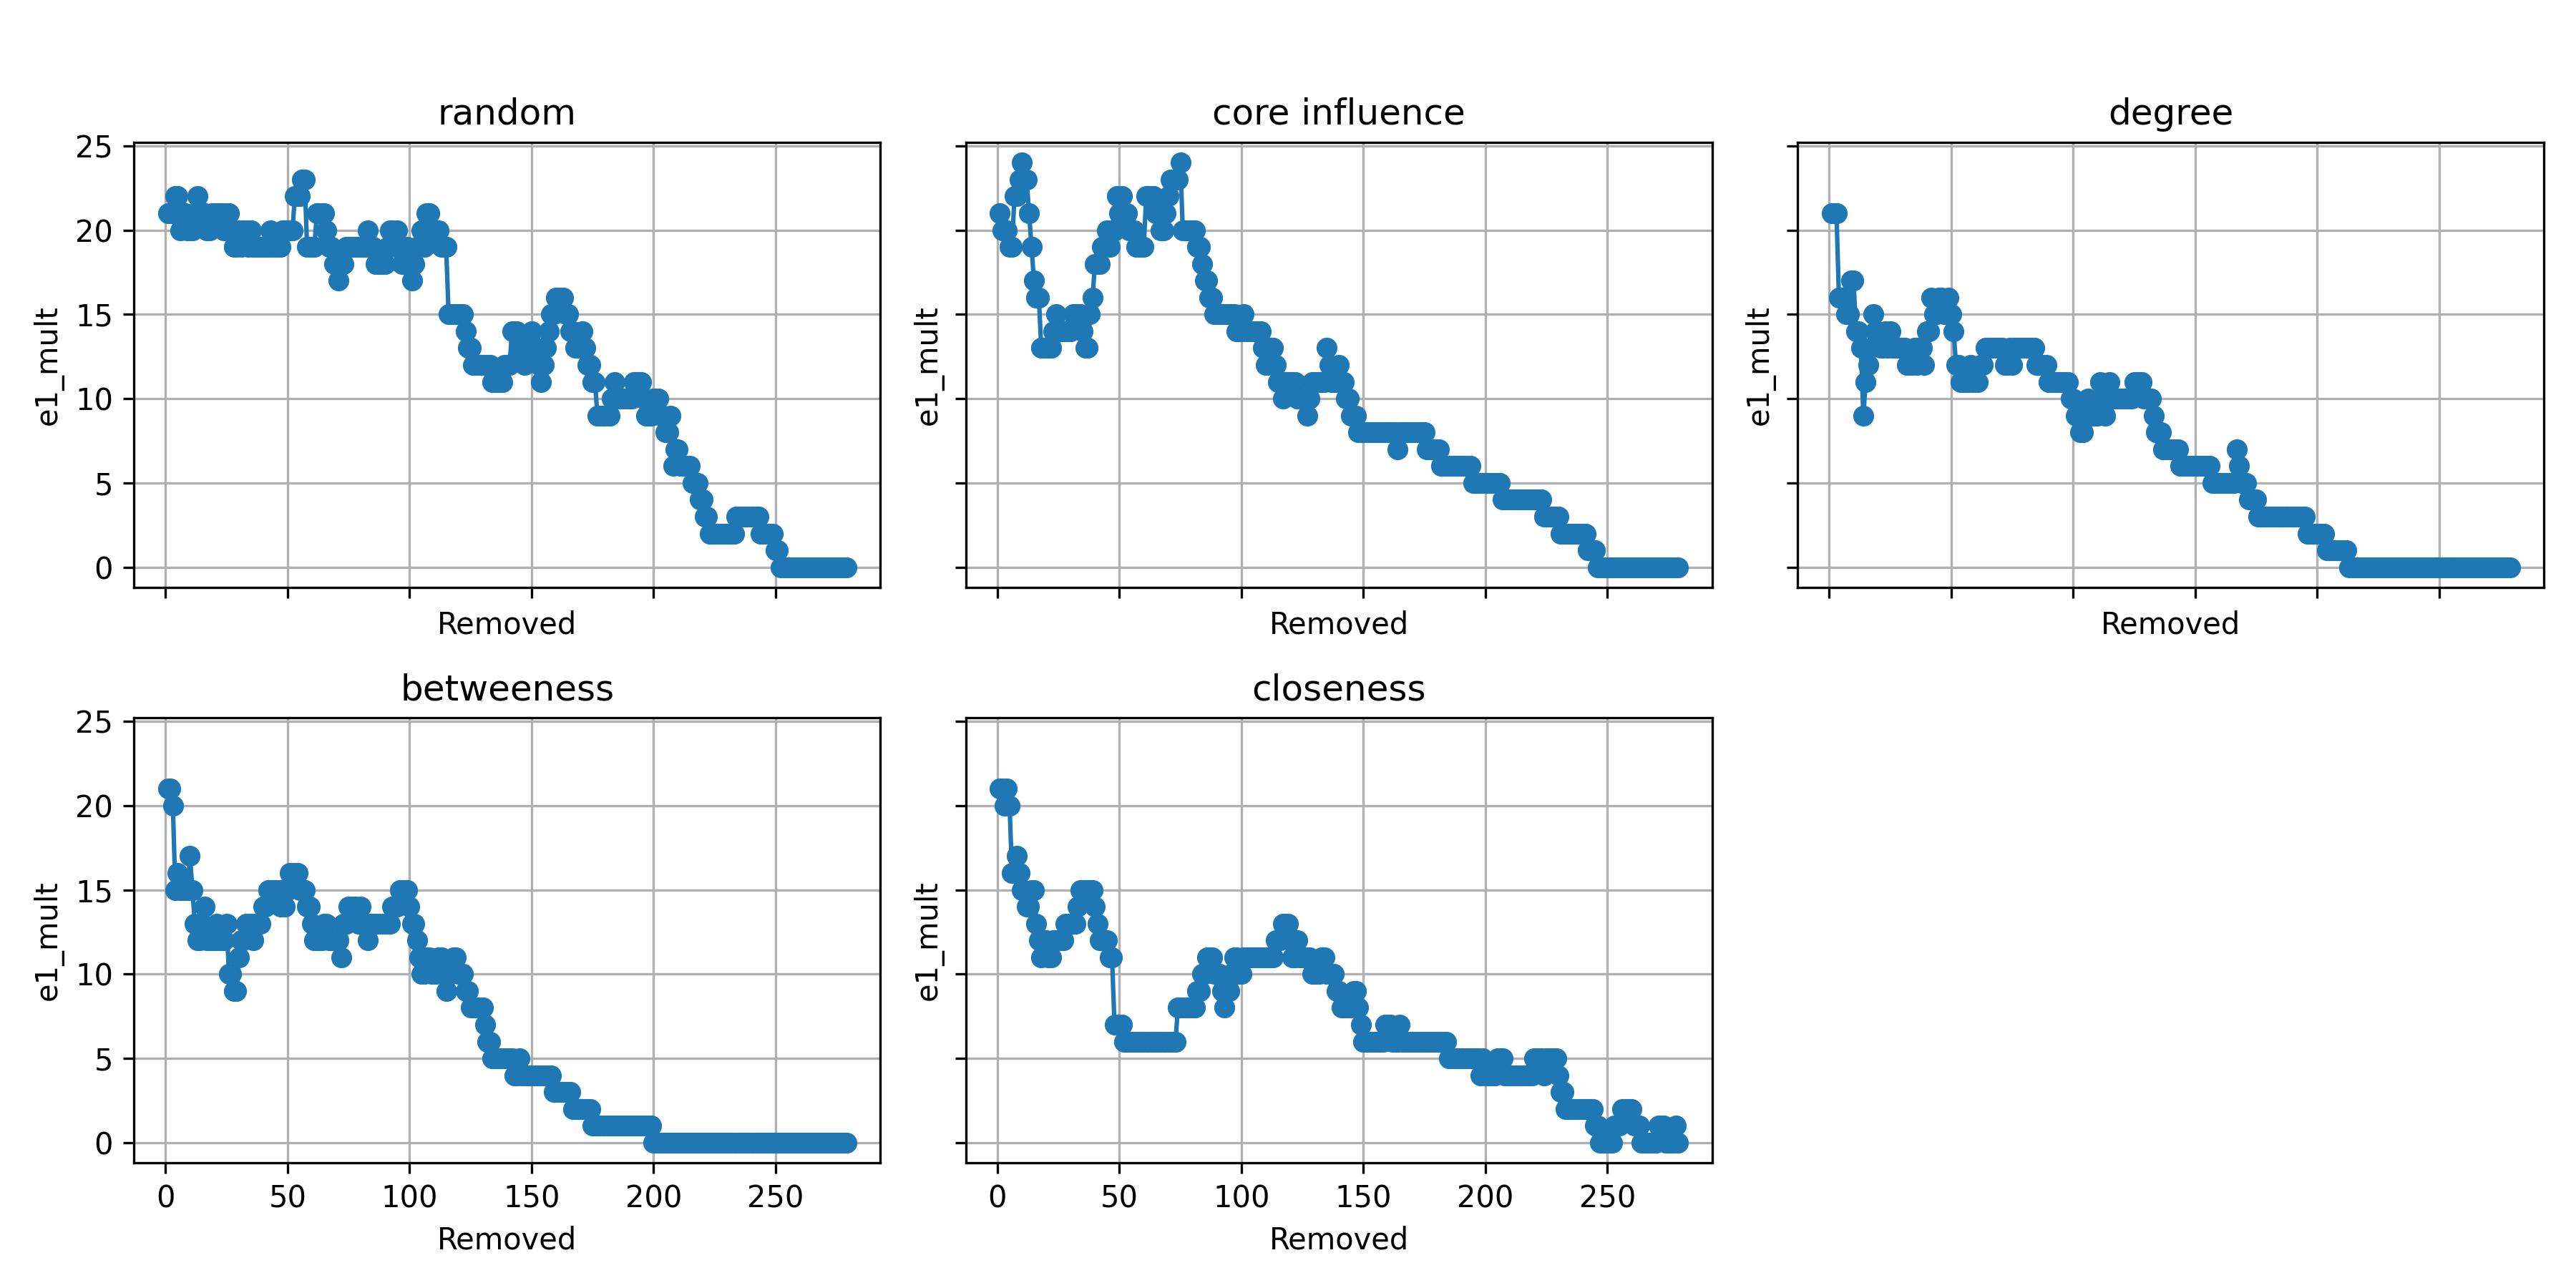 random
core influence
degree
25
20
15
10
5
0
e1_mult
e1_mult
e1_mult
Removed
Removed
Removed
betweeness
closeness
25
20
15
10
5
0
e1_mult
e1_mult
0 50 100 150 200 250
0 50 100 150 200 250
Removed
Removed